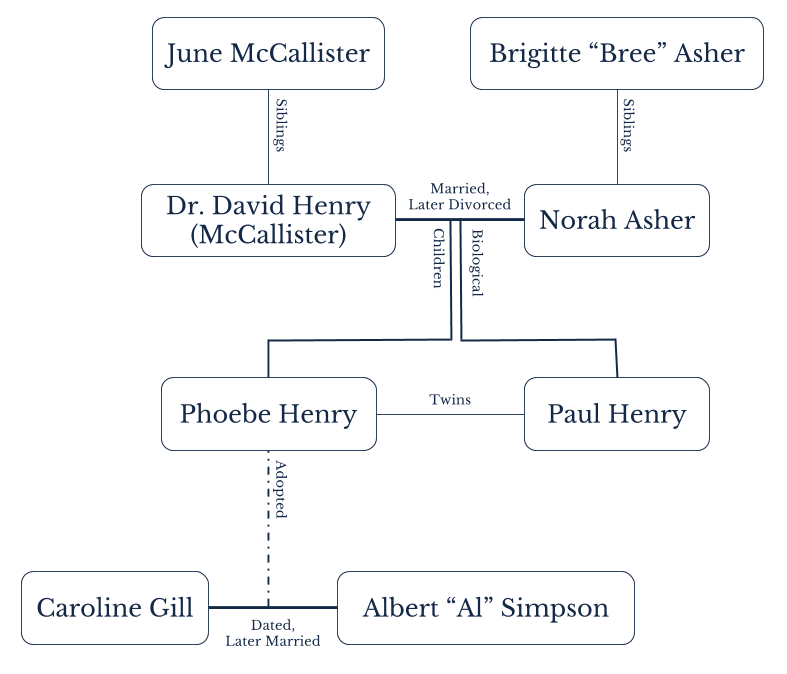 June McCallister
Brigitte “Bree” Asher
Siblings
Siblings
Dr. David Henry
(McCallister)
Married,
Later Divorced
Norah Asher
Children
Biological
Phoebe Henry
Twins
Paul Henry
Adopted
Caroline Gill
Albert “Al” Simpson
Dated,
Later Married